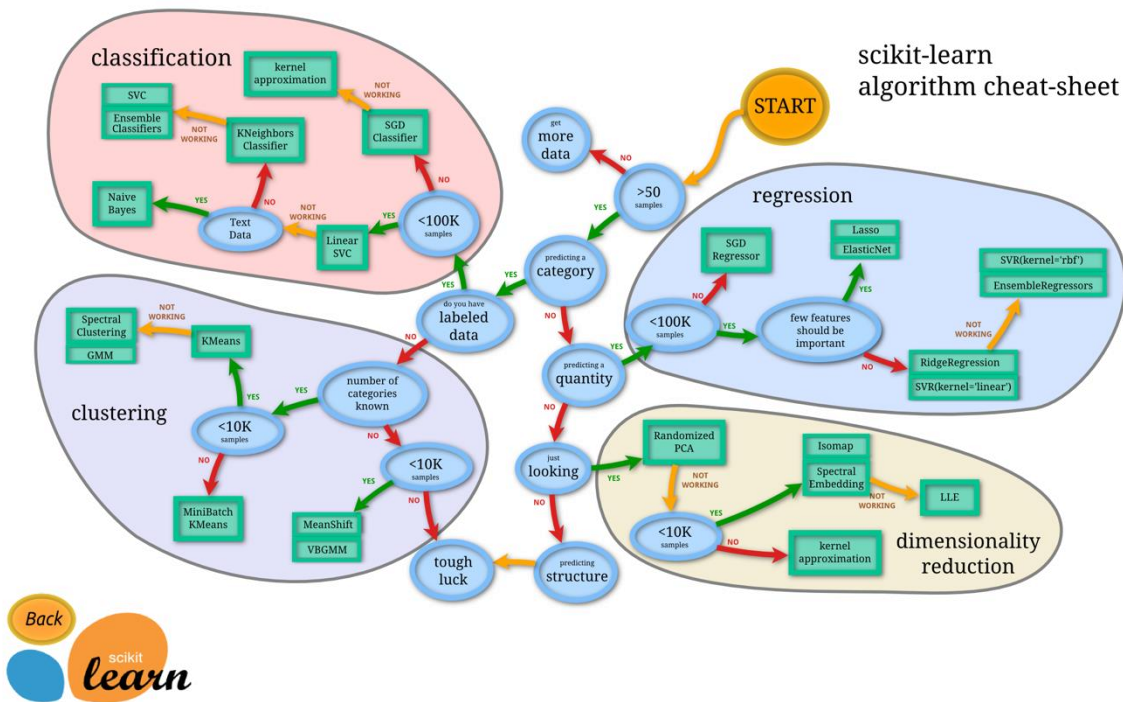 scikit-learn
algorithm cheat-sheet
START
classification
kernel
approximation
NOT
WORKING
SVC
Ensemble
Classifiers
NOT
WORKING
KNeighbors
Classifier
SGD
Classifier
NO
Naive
Bayes
YES
Text
Data
NO
NOT
WORKING
Linear
SVC
YES
<100K
samples
YES
get
more
data
NO
>50
samples
YES
predicting a
category
YES
do you have
labeled
data
NO
NO
predicting a
quantity
YES
NO
just
looking
YES
NO
predicting
structure
tough
luck
regression
SGD
Regressor
NO
<100K
samples
YES
Lasso
ElasticNet
YES
few features
should be
important
NO
SVR(kernel='rbf')
EnsembleRegressors
NOT
WORKING
RidgeRegression
SVR(kernel='linear')
clustering
Spectral
Clustering
GMM
NOT
WORKING
KMeans
YES
<10K
samples
YES
number of
categories
known
NO
NO
MiniBatch
KMeans
<10K
samples
YES
NO
MeanShift
VBGMM
Randomized
PCA
NOT
WORKING
<10K
samples
YES
NO
Isomap
Spectral
Embedding
NOT
WORKING
LLE
kernel
approximation
dimensionality
reduction
Back
scikit
learn